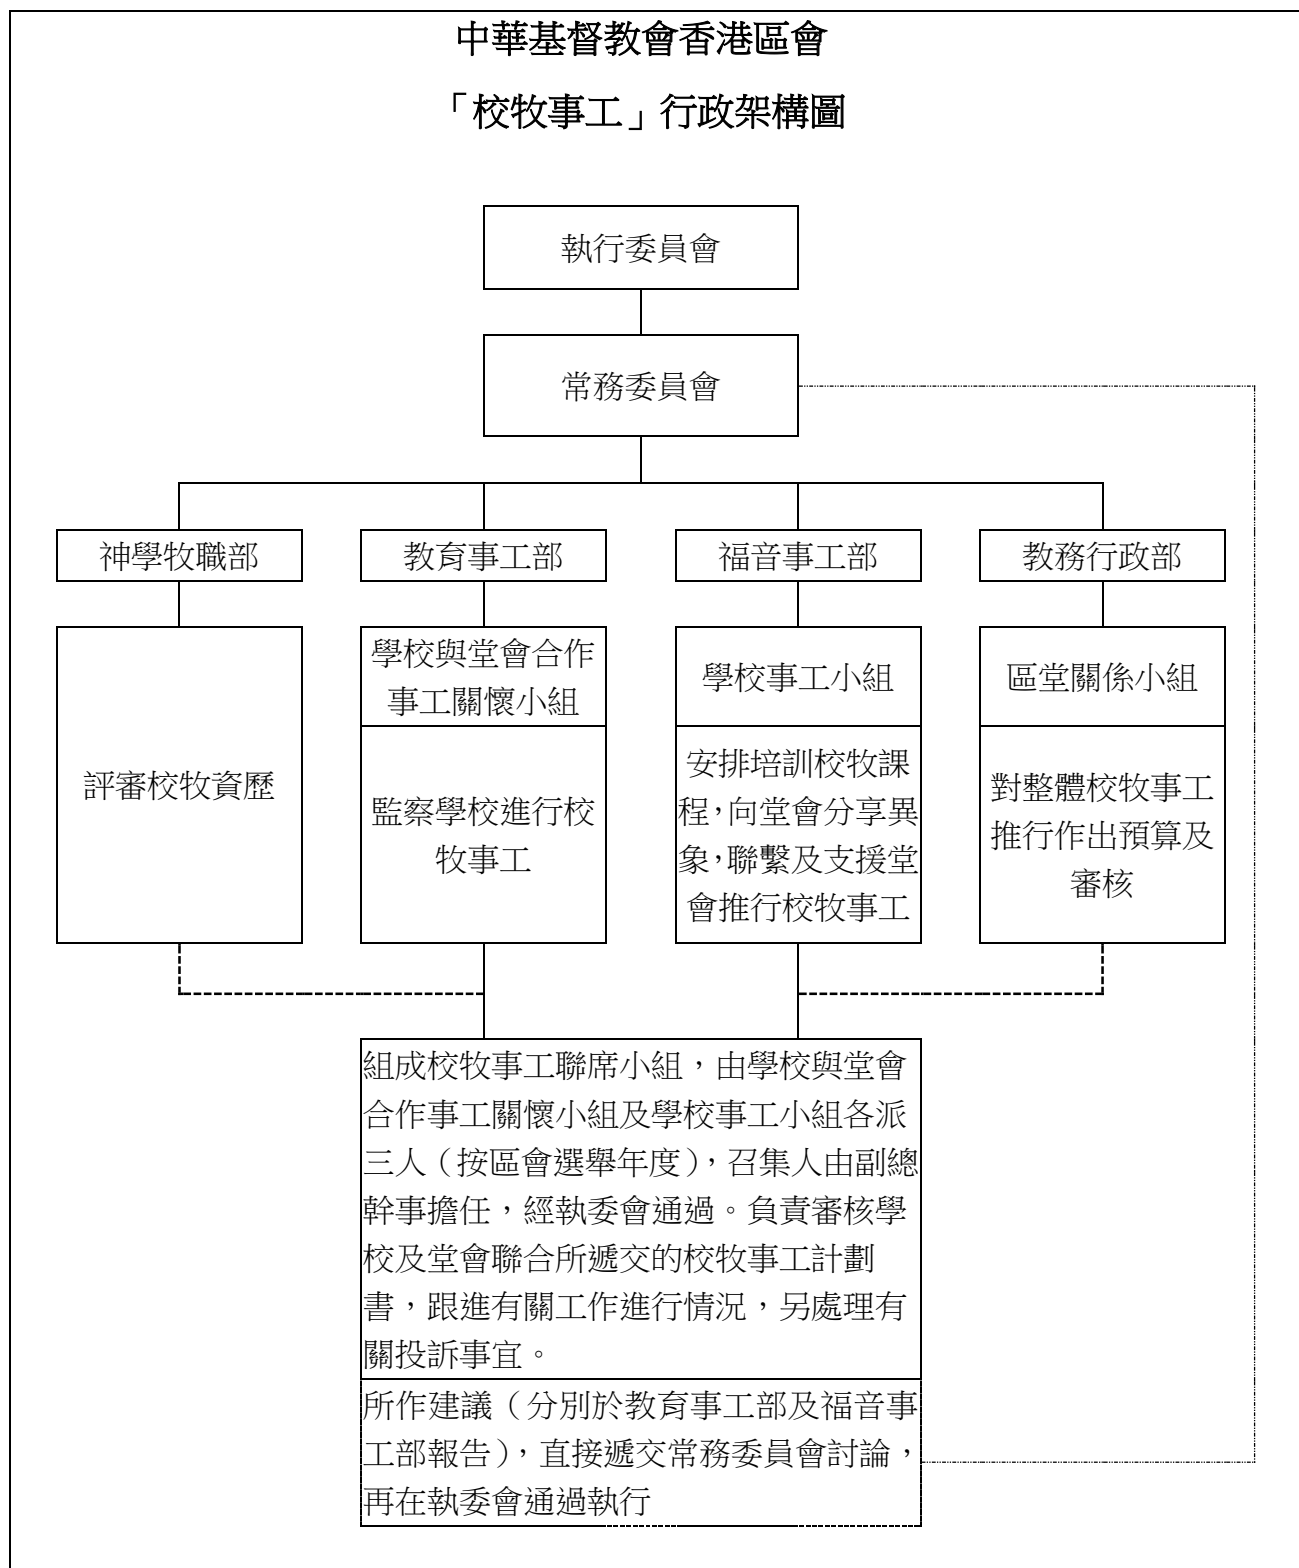 中華基督教會香港區會
「校牧事工」行政架構圖
執行委員會
常務委員會
神學牧職部
教育事工部
福音事工部
教務行政部
評審校牧資歷
學校與堂會合作
事工關懷小組
監察學校進行校
牧事工
學校事工小組
安排培訓校牧課
程，向堂會分享異
象，聯繫及支援堂
會推行校牧事工
區堂關係小組
對整體校牧事工
推行作出預算及
審核
組成校牧事工聯席小組，由學校與堂會
合作事工關懷小組及學校事工小組各派
三人（按區會選舉年度），召集人由副總
幹事擔任，經執委會通過。負責審核學
校及堂會聯合所遞交的校牧事工計劃
書，跟進有關工作進行情況，另處理有
關投訴事宜。
所作建議（分別於教育事工部及福音事
工部報告），直接遞交常務委員會討論，
再在執委會通過執行